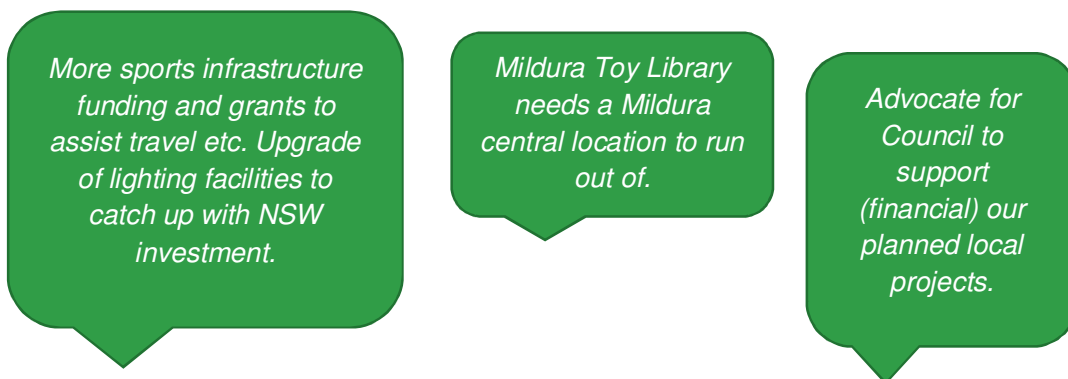 More sports infrastructure
funding and grants to
assist travel etc. Upgrade
of lighting facilities to
catch up with NSW
investment.
Mildura Toy Library
needs a Mildura
central location to run
out of.
Advocate for
Council to
support
(financial) our
planned local
projects.